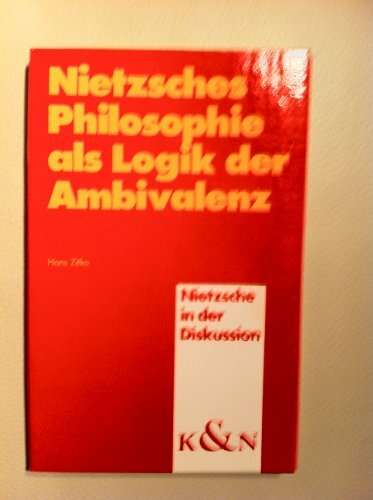 Nietzsches
Philosophie
als Logik der
Ambivalenz
Hans Zitko
Nietzsche
in der
Diskussion
K&N